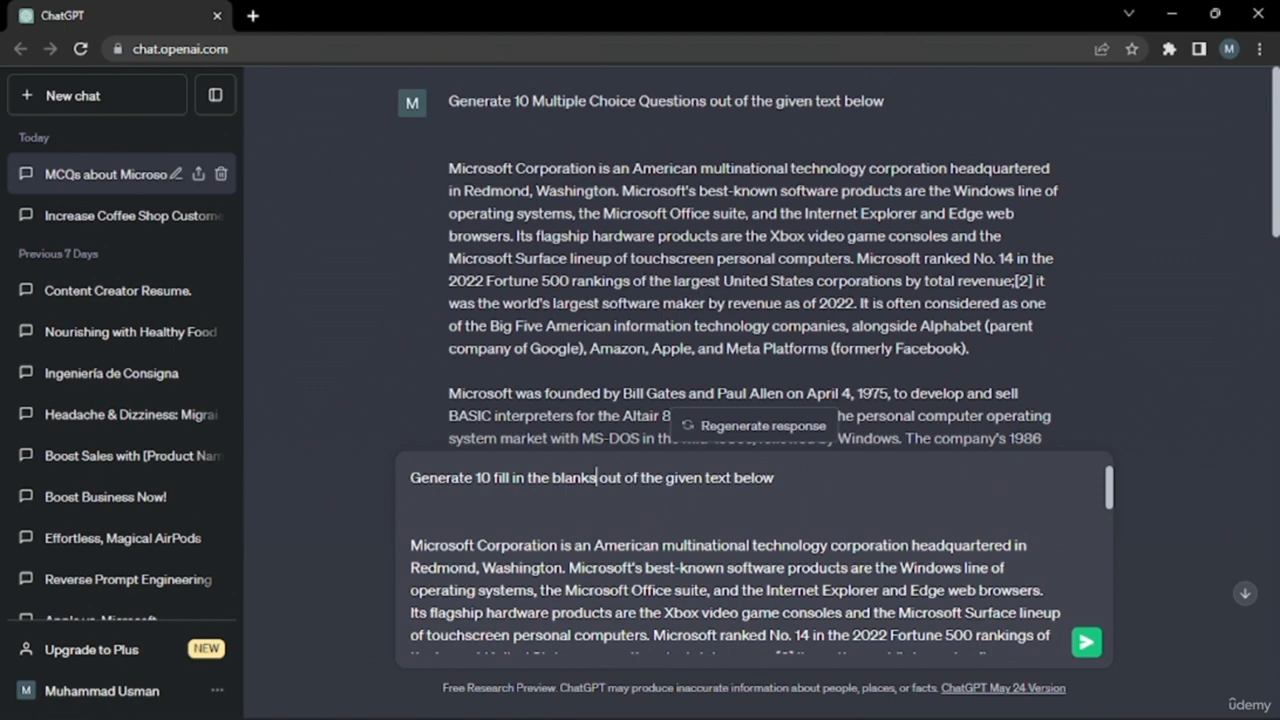 ChatGPT
chat.openai.com
M
New chat
Today
MCQs about Microso
Increase Coffee Shop Custome
Previous 7 Days
Content Creator Resume.
Nourishing with Healthy Food
Ingeniería de Consigna
Headache & Dizziness: Migrai
Boost Sales with [Product Nam
Boost Business Now!
Effortless, Magical AirPods
Reverse Prompt Engineering
Apple vs. Microsoft
Upgrade to Plus
NEW
M
Muhammad Usman
M
Generate 10 Multiple Choice Questions out of the given text below
Microsoft Corporation is an American multinational technology corporation headquartered
in Redmond, Washington. Microsoft's best-known software products are the Windows line of
operating systems, the Microsoft Office suite, and the Internet Explorer and Edge web
browsers. Its flagship hardware products are the Xbox video game consoles and the
Microsoft Surface lineup of touchscreen personal computers. Microsoft ranked No. 14 in the
2022 Fortune 500 rankings of the largest United States corporations by total revenue;[2] it
was the world's largest software maker by revenue as of 2022. It is often considered as one
of the Big Five American information technology companies, alongside Alphabet (parent
company of Google), Amazon, Apple, and Meta Platforms (formerly Facebook).
Microsoft was founded by Bill Gates and Paul Allen on April 4, 1975, to develop and sell
BASIC interpreters for the Altair 8 he personal computer operating
Regenerate response
system market with MS-DOS in the Windows. The company's 1986
Generate 10 fill in the blanks out of the given text below
Microsoft Corporation is an American multinational technology corporation headquartered in
Redmond, Washington. Microsoft's best-known software products are the Windows line of
operating systems, the Microsoft Office suite, and the Internet Explorer and Edge web browsers.
Its flagship hardware products are the Xbox video game consoles and the Microsoft Surface lineup
of touchscreen personal computers. Microsoft ranked No. 14 in the 2022 Fortune 500 rankings of
Free Research Preview. ChatGPT may produce inaccurate information about people, places, or facts. ChatGPT May 24 Version
ûdemy